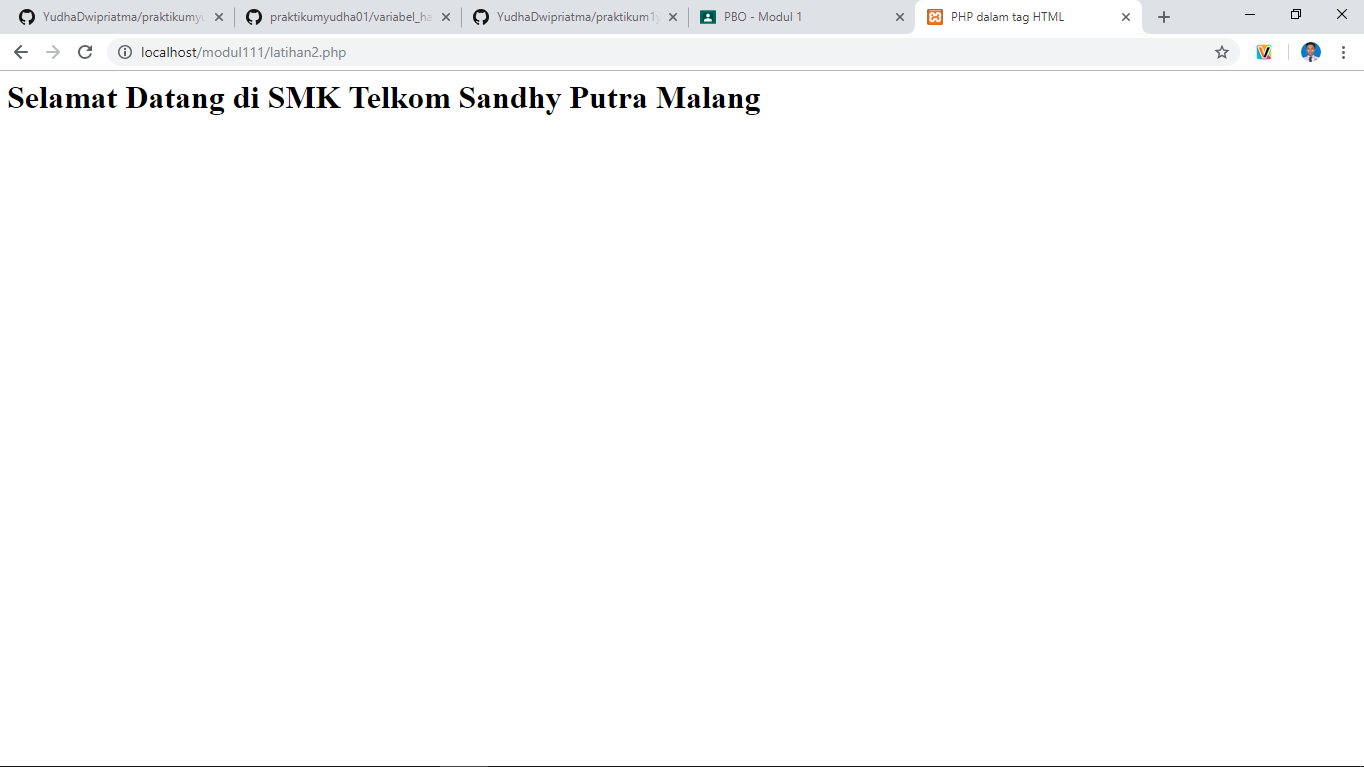 YudhaDwipriatma/praktikumyu
praktikumyudha01/variabel_ha
YudhaDwipriatma/praktikum1y
PBO - Modul 1
PHP dalam tag HTML
localhost/modul111/latihan2.php
Selamat Datang di SMK Telkom Sandhy Putra Malang